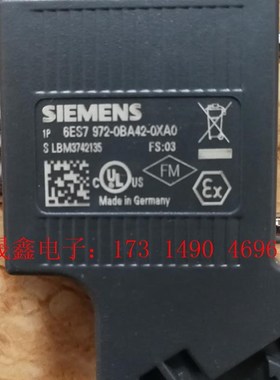 SIEMENS
1P 6ES7 972-0BA42-0XA0
S LBM3742135 FS:03
c UL US
FM
Ex
Made in Germany
鑫电子：173 1490 4696